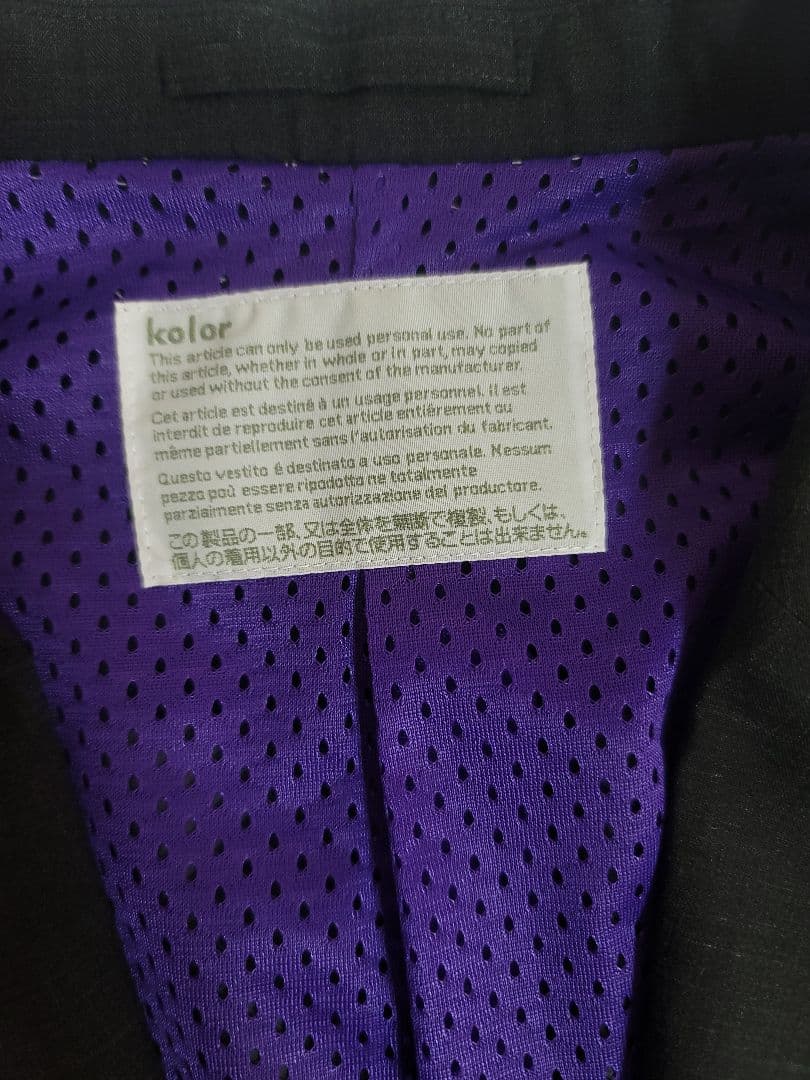 kolor
This article can only be used personal use. No part of
this article, whether in whole or in part, may copied
or used without the consent of the manufacturer.
Cet article est destiné à un usage personnel. Il est
interdit de reproduire cet article entiérement ou
même partiellement sans l'autorisation du fabricant.
Questo vestito é destinato a uso personale. Nessum
pezzo poù essere ripodotto ne totalmente
parzialmente senza autorizzazione del productore.
この製品の一部、又は全体を無断で複製、もしくは、
個人の着用以外の目的で使用することは出来ません。